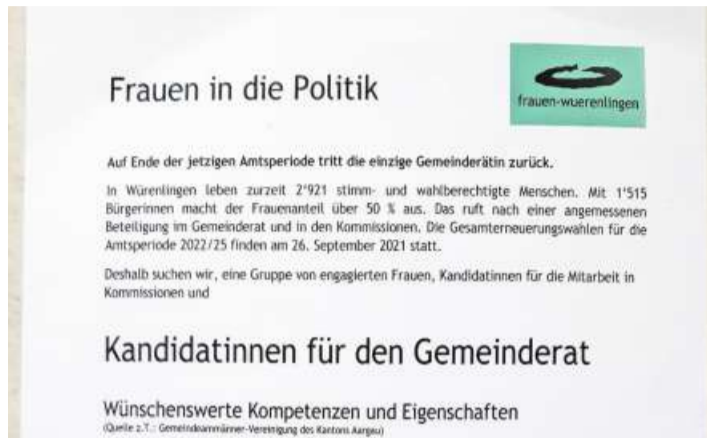 Frauen in die Politik
frauen-wuerenlingen
Auf Ende der jetzigen Amtsperiode tritt die einzige Gemeinderätin zurück.
In Würenlingen leben zurzeit 2'921 stimm- und wahlberechtigte Menschen. Mit 1'515
Bürgerinnen macht der Frauenanteil über 50 % aus. Das ruft nach einer angemessenen
Beteiligung im Gemeinderat und in den Kommissionen. Die Gesamterneuerungswahlen für die
Amtsperiode 2022/25 finden am 26. September 2021 statt.
Deshalb suchen wir, eine Gruppe von engagierten Frauen, Kandidatinnen für die Mitarbeit in
Kommissionen und
Kandidatinnen für den Gemeinderat
Wünschenswerte Kompetenzen und Eigenschaften
(Quelle z.T.: Gemeindeammänner-Vereinigung des Kantons Aargau)